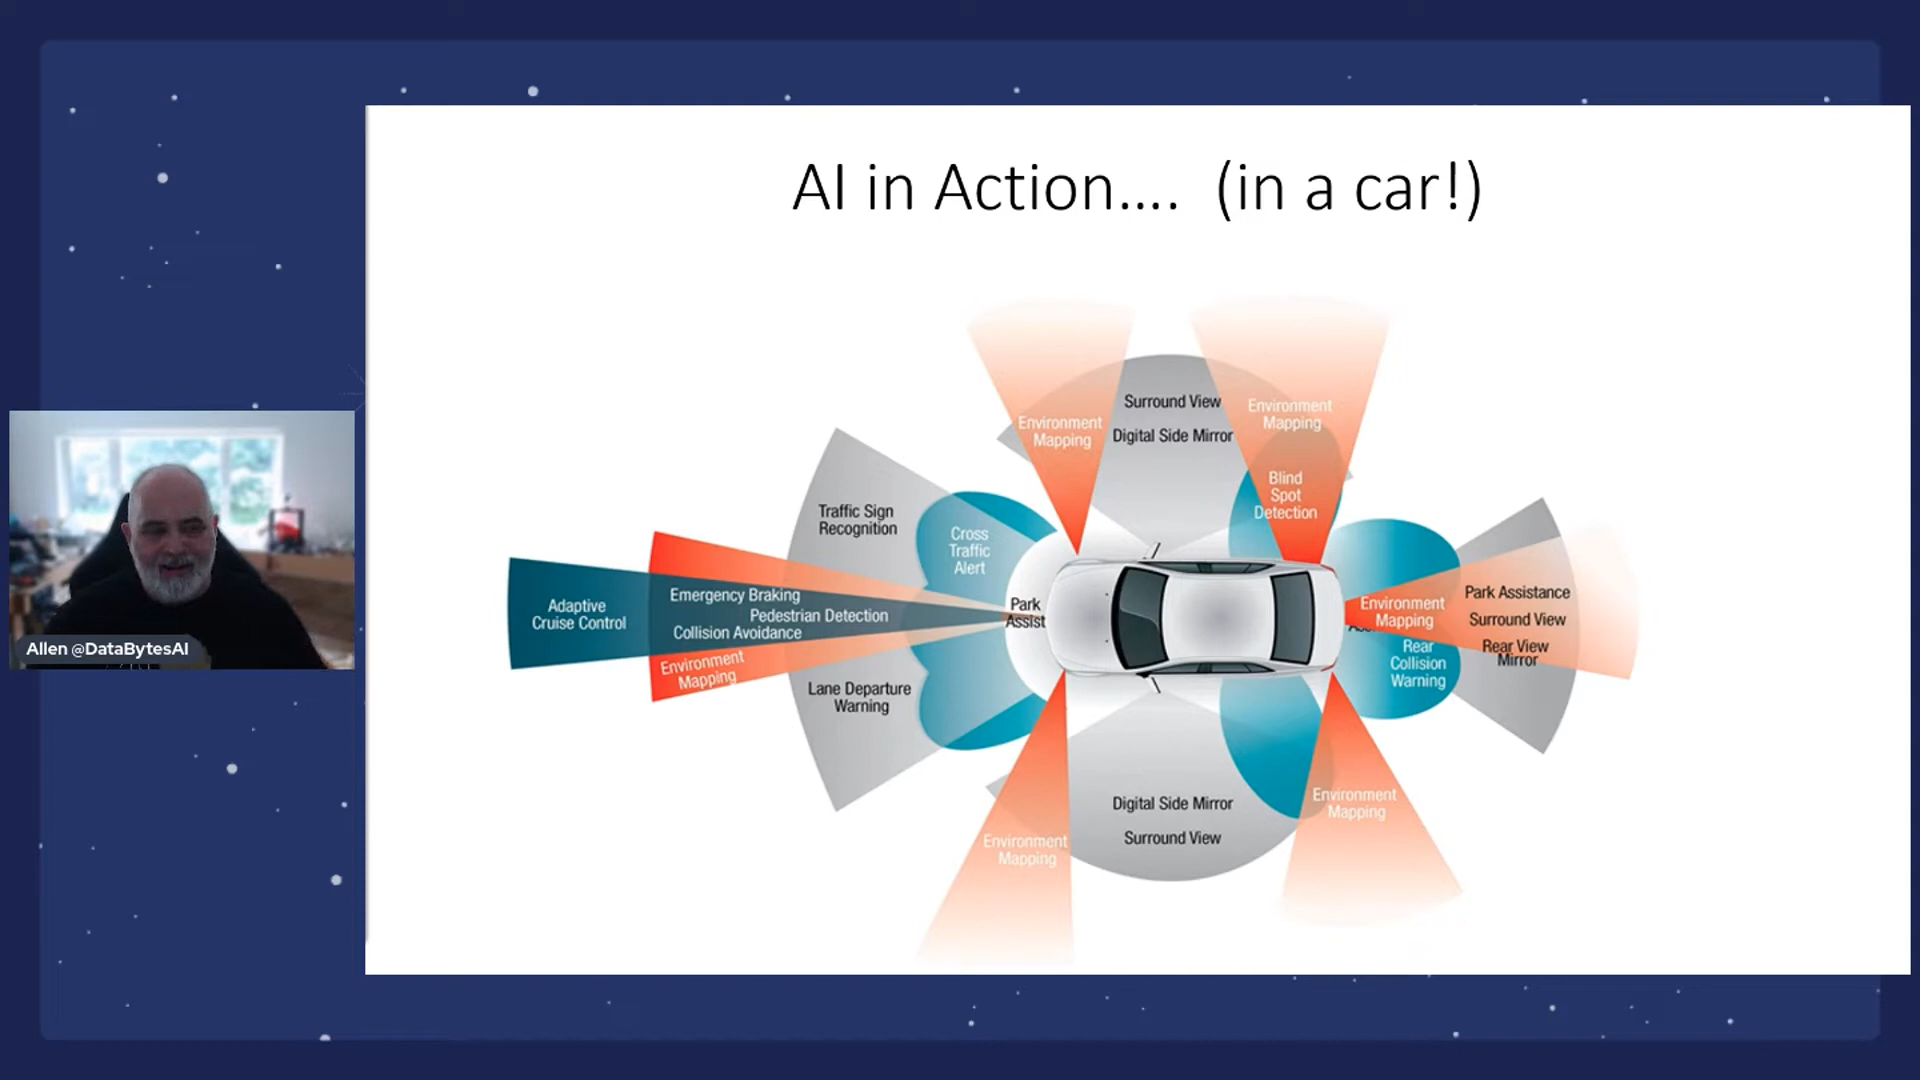 AI in Action.... (in a car!)
Surround View
Digital Side Mirror
Environment
Mapping
Environment
Mapping
Blind
Spot
Detection
Traffic Sign
Recognition
Cross
Traffic
Alert
Adaptive
Cruise Control
Emergency Braking
Pedestrian Detection
Collision Avoidance
Environment
Mapping
Lane Departure
Warning
Park
Assist
Environment
Mapping
Rear
Collision
Warning
Park Assistance
Surround View
Rear View
Mirror
Digital Side Mirror
Surround View
Environment
Mapping
Environment
Mapping
Allen @DataBytesAI